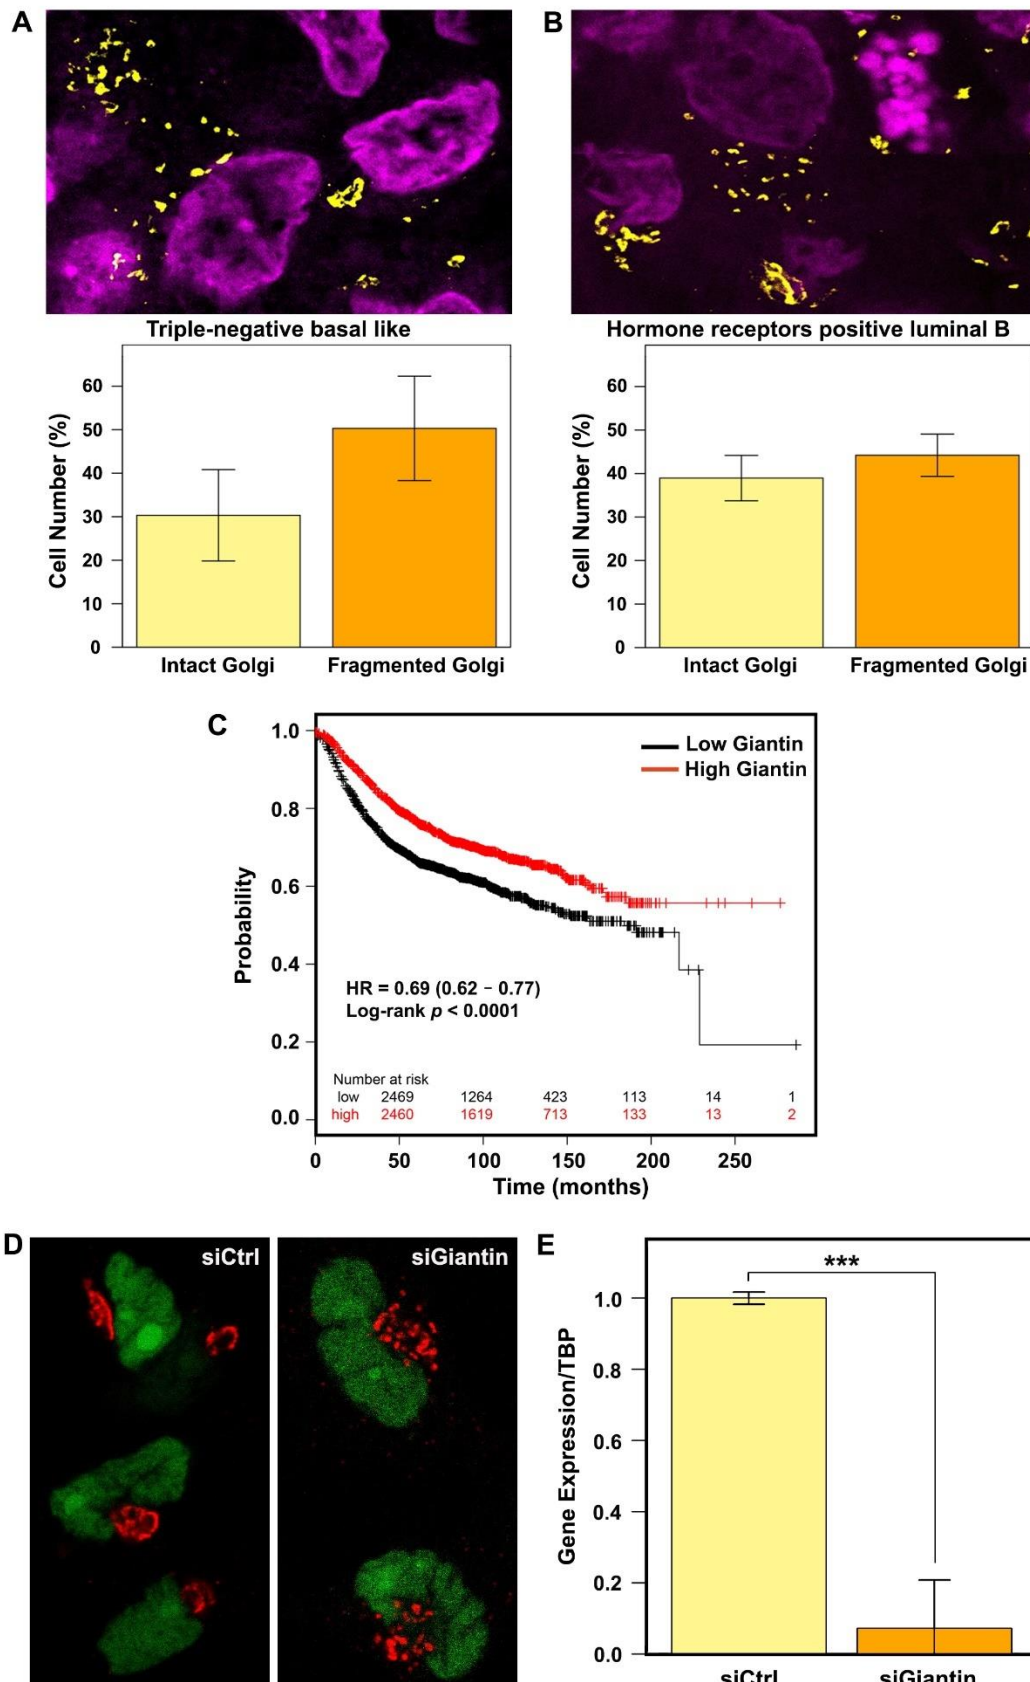 A
B
Triple-negative basal like
Hormone receptors positive luminal B
Cell Number (%)
60
50
40
30
20
10
0
Intact Golgi
Fragmented Golgi
Cell Number (%)
60
50
40
30
20
10
0
Intact Golgi
Fragmented Golgi
C
Probability
1.0
0.8
0.6
0.4
0.2
0.0
Low Giantin
High Giantin
HR = 0.69 (0.62 – 0.77)
Log-rank p < 0.0001
Number at risk
low 2469 1264 423 113 14 1
high 2460 1619 713 133 13 2
0 50 100 150 200 250
Time (months)
D
siCtrl
siGiantin
E
***
Gene Expression/TBP
1.0
0.8
0.6
0.4
0.2
0.0
siCtrl
siGiantin